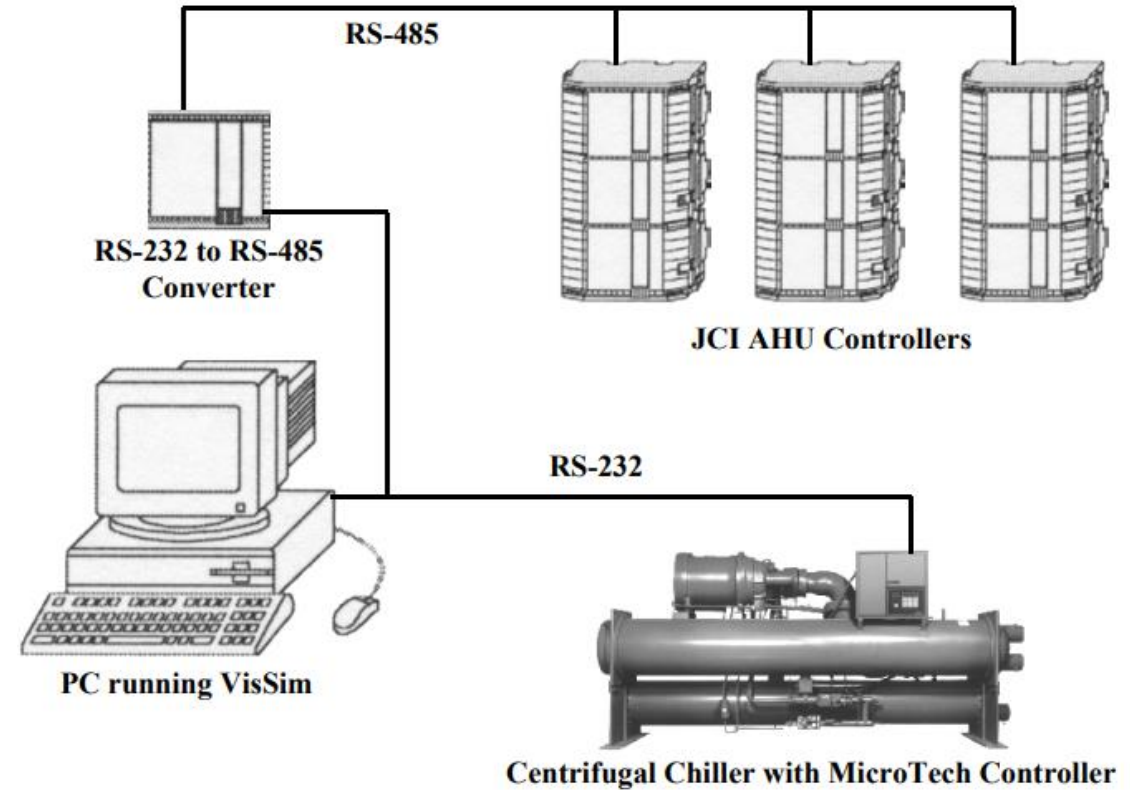 RS-485
RS-232 to RS-485
Converter
JCI AHU Controllers
RS-232
PC running VisSim
Centrifugal Chiller with MicroTech Controller